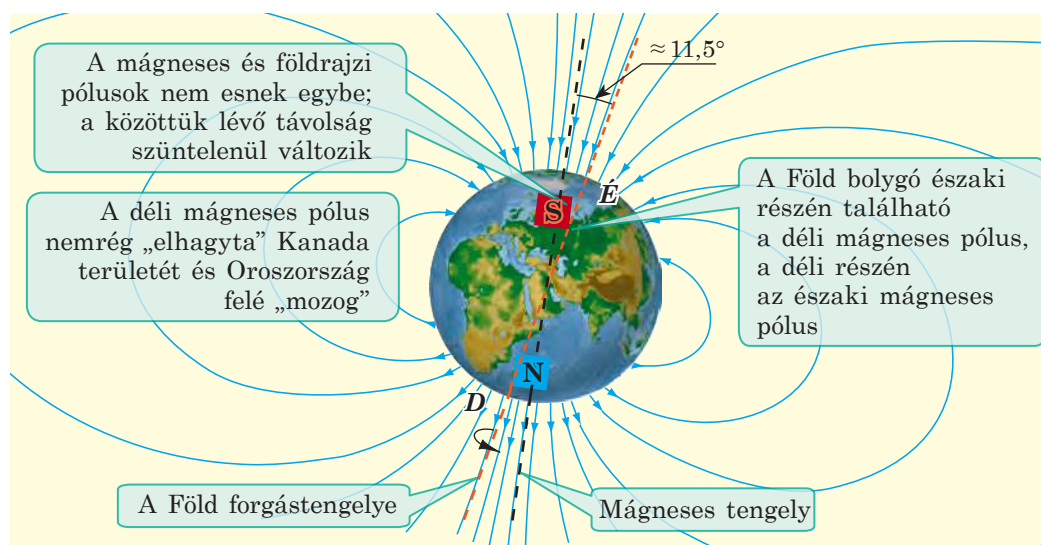 A mágneses és földrajzi
pólusok nem esnek egybe;
a közöttük lévő távolság
szüntelenül változik
≈ 11,5°
A déli mágneses pólus
nemrég „elhagyta” Kanada
területét és Oroszország
felé „mozog”
S
É
A Föld bolygó északi
részén található
a déli mágneses pólus,
a déli részén
az északi mágneses
pólus
N
D
A Föld forgástengelye
Mágneses tengely